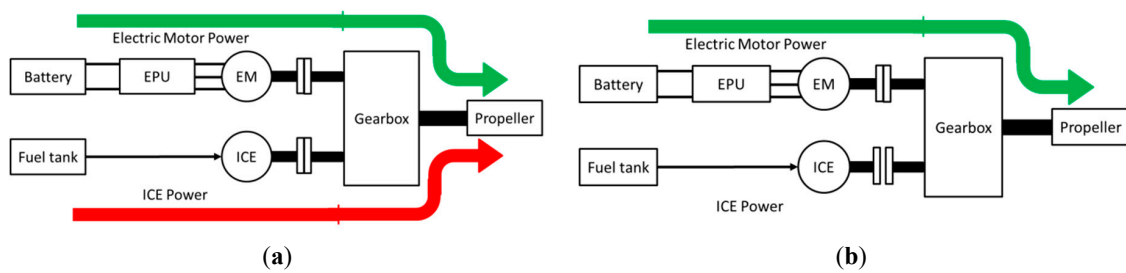 Electric Motor Power
Battery
EPU
EM
Gearbox
Propeller
Fuel tank
ICE
ICE Power
(a)
Electric Motor Power
Battery
EPU
EM
Gearbox
Propeller
Fuel tank
ICE
ICE Power
(b)